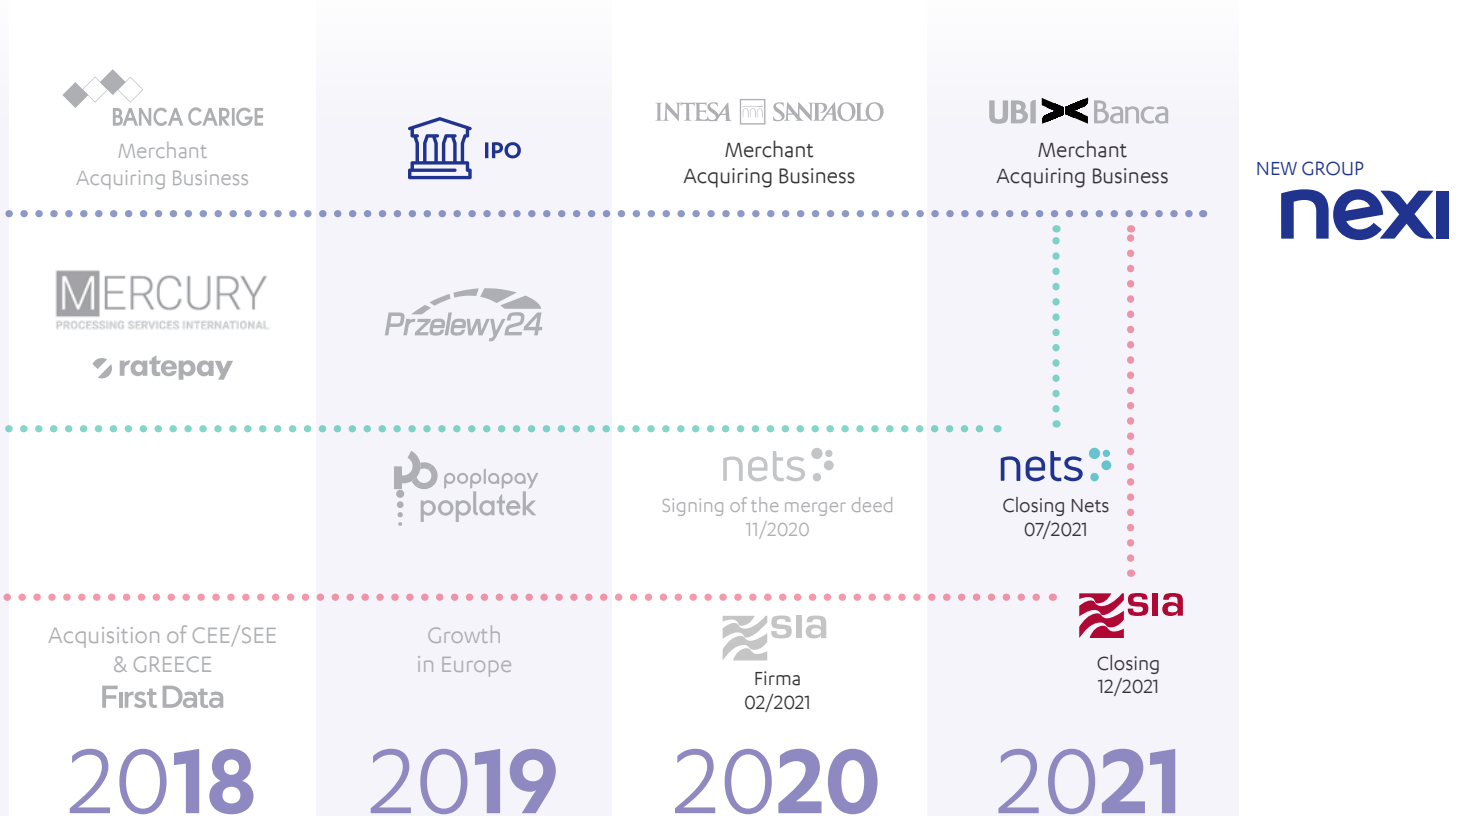 BANCA CARIGE
Merchant
Acquiring Business
IPO
INTESA SANPAOLO
Merchant
Acquiring Business
UBI Banca
Merchant
Acquiring Business
NEW GROUP
nexi
MERCURY
PROCESSING SERVICES INTERNATIONAL
ratepay
Przelewy24
poplapay
poplatek
nets
Signing of the merger deed
11/2020
nets
Closing Nets
07/2021
Acquisition of CEE/SEE
& GREECE
First Data
Growth
in Europe
sia
Firma
02/2021
sia
Closing
12/2021
2018
2019
2020
2021